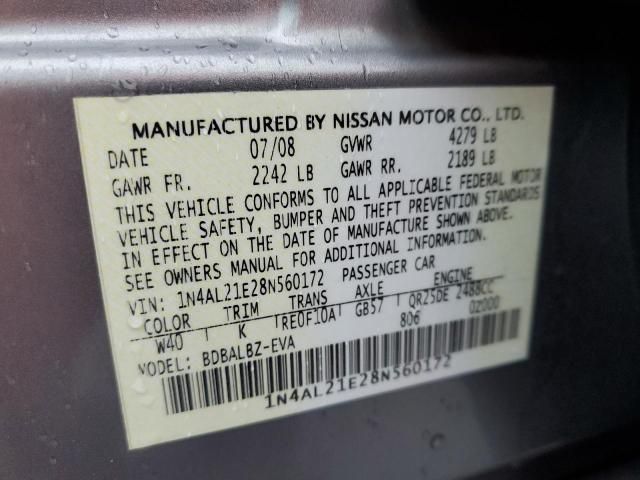 MANUFACTURED BY NISSAN MOTOR CO., LTD.
DATE 07/08 GVWR 4279 LB
GAWR FR. 2242 LB GAWR RR. 2189 LB
THIS VEHICLE CONFORMS TO ALL APPLICABLE FEDERAL MOTOR
VEHICLE SAFETY, BUMPER AND THEFT PREVENTION STANDARDS
IN EFFECT ON THE DATE OF MANUFACTURE SHOWN ABOVE.
SEE OWNERS MANUAL FOR ADDITIONAL INFORMATION.
VIN: 1N4AL21E28N560172 PASSENGER CAR
COLOR TRIM TRANS AXLE ENGINE
W40 K RE0F10A GB57 QR25DE 2488CC
MODEL: BDBALBZ-EVA 806 02000
1N4AL21E28N560172